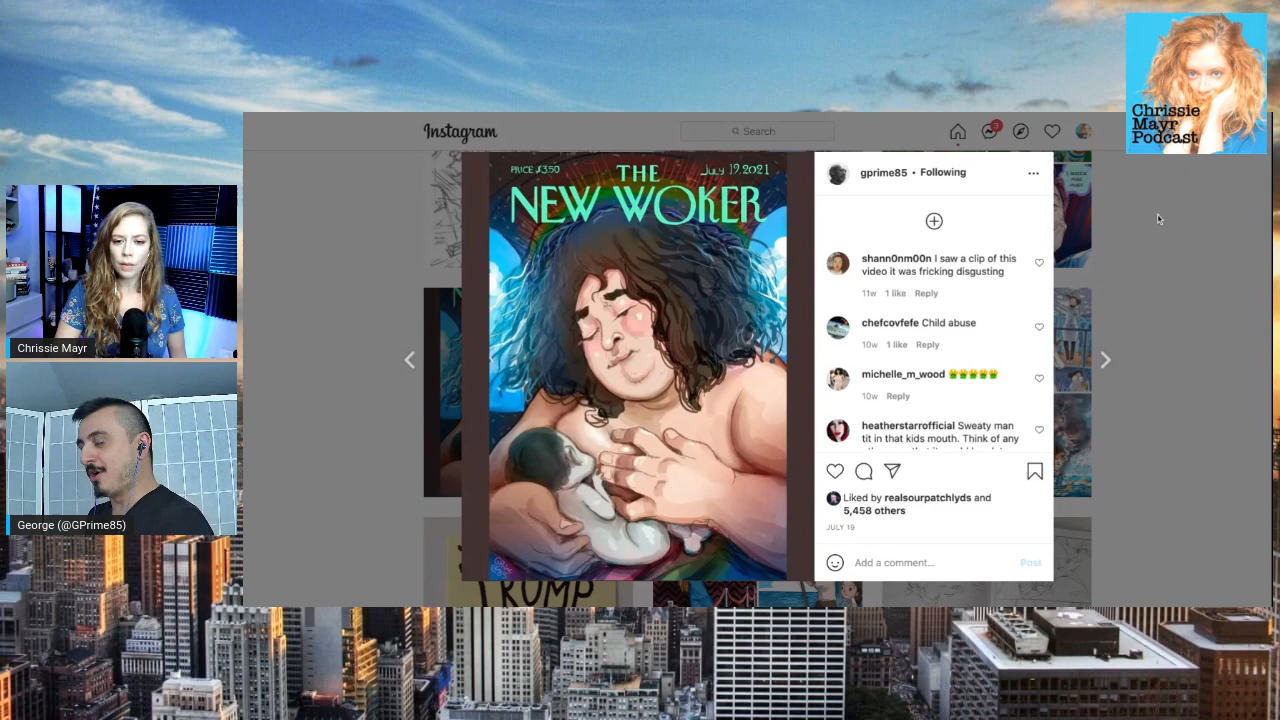 Chrissie
Mayr
Podcast
Instagram
Search
3
PRICE $3.50
July 19.2021
THE
NEW WOKER
gprime85 • Following
shann0nm00n I saw a clip of this
video it was fricking disgusting
11w 1 like Reply
chefcovfefe Child abuse
10w 1 like Reply
michelle_m_wood 🤮🤮🤮🤮🤮
10w Reply
heatherstarrofficial Sweaty man
tit in that kids mouth. Think of any
Liked by realsourpatchlyds and
5,458 others
JULY 19
Add a comment...
Post
Chrissie Mayr
George (@GPrime85)
TRUMP